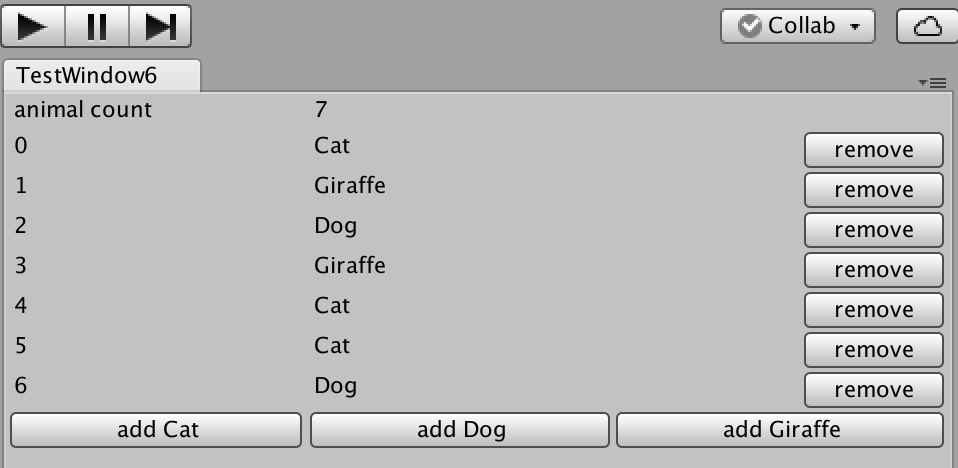 Collab
TestWindow6
animal count 7
0 Cat remove
1 Giraffe remove
2 Dog remove
3 Giraffe remove
4 Cat remove
5 Cat remove
6 Dog remove
add Cat add Dog add Giraffe